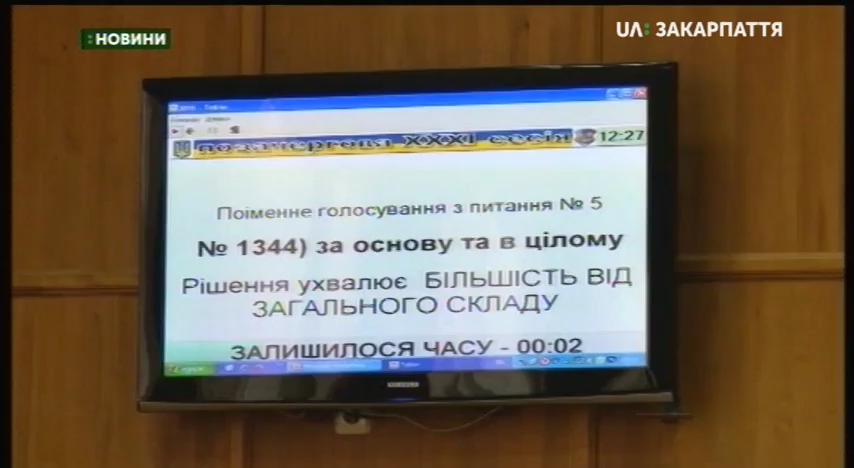 :НОВИНИ
UA: ЗАКАРПАТТЯ
позачергова XXXI сесія 12:27
Поіменне голосування з питання № 5
№ 1344) за основу та в цілому
Рішення ухвалює БІЛЬШІСТЬ ВІД
ЗАГАЛЬНОГО СКЛАДУ
ЗАЛИШИЛОСЯ ЧАСУ - 00:02